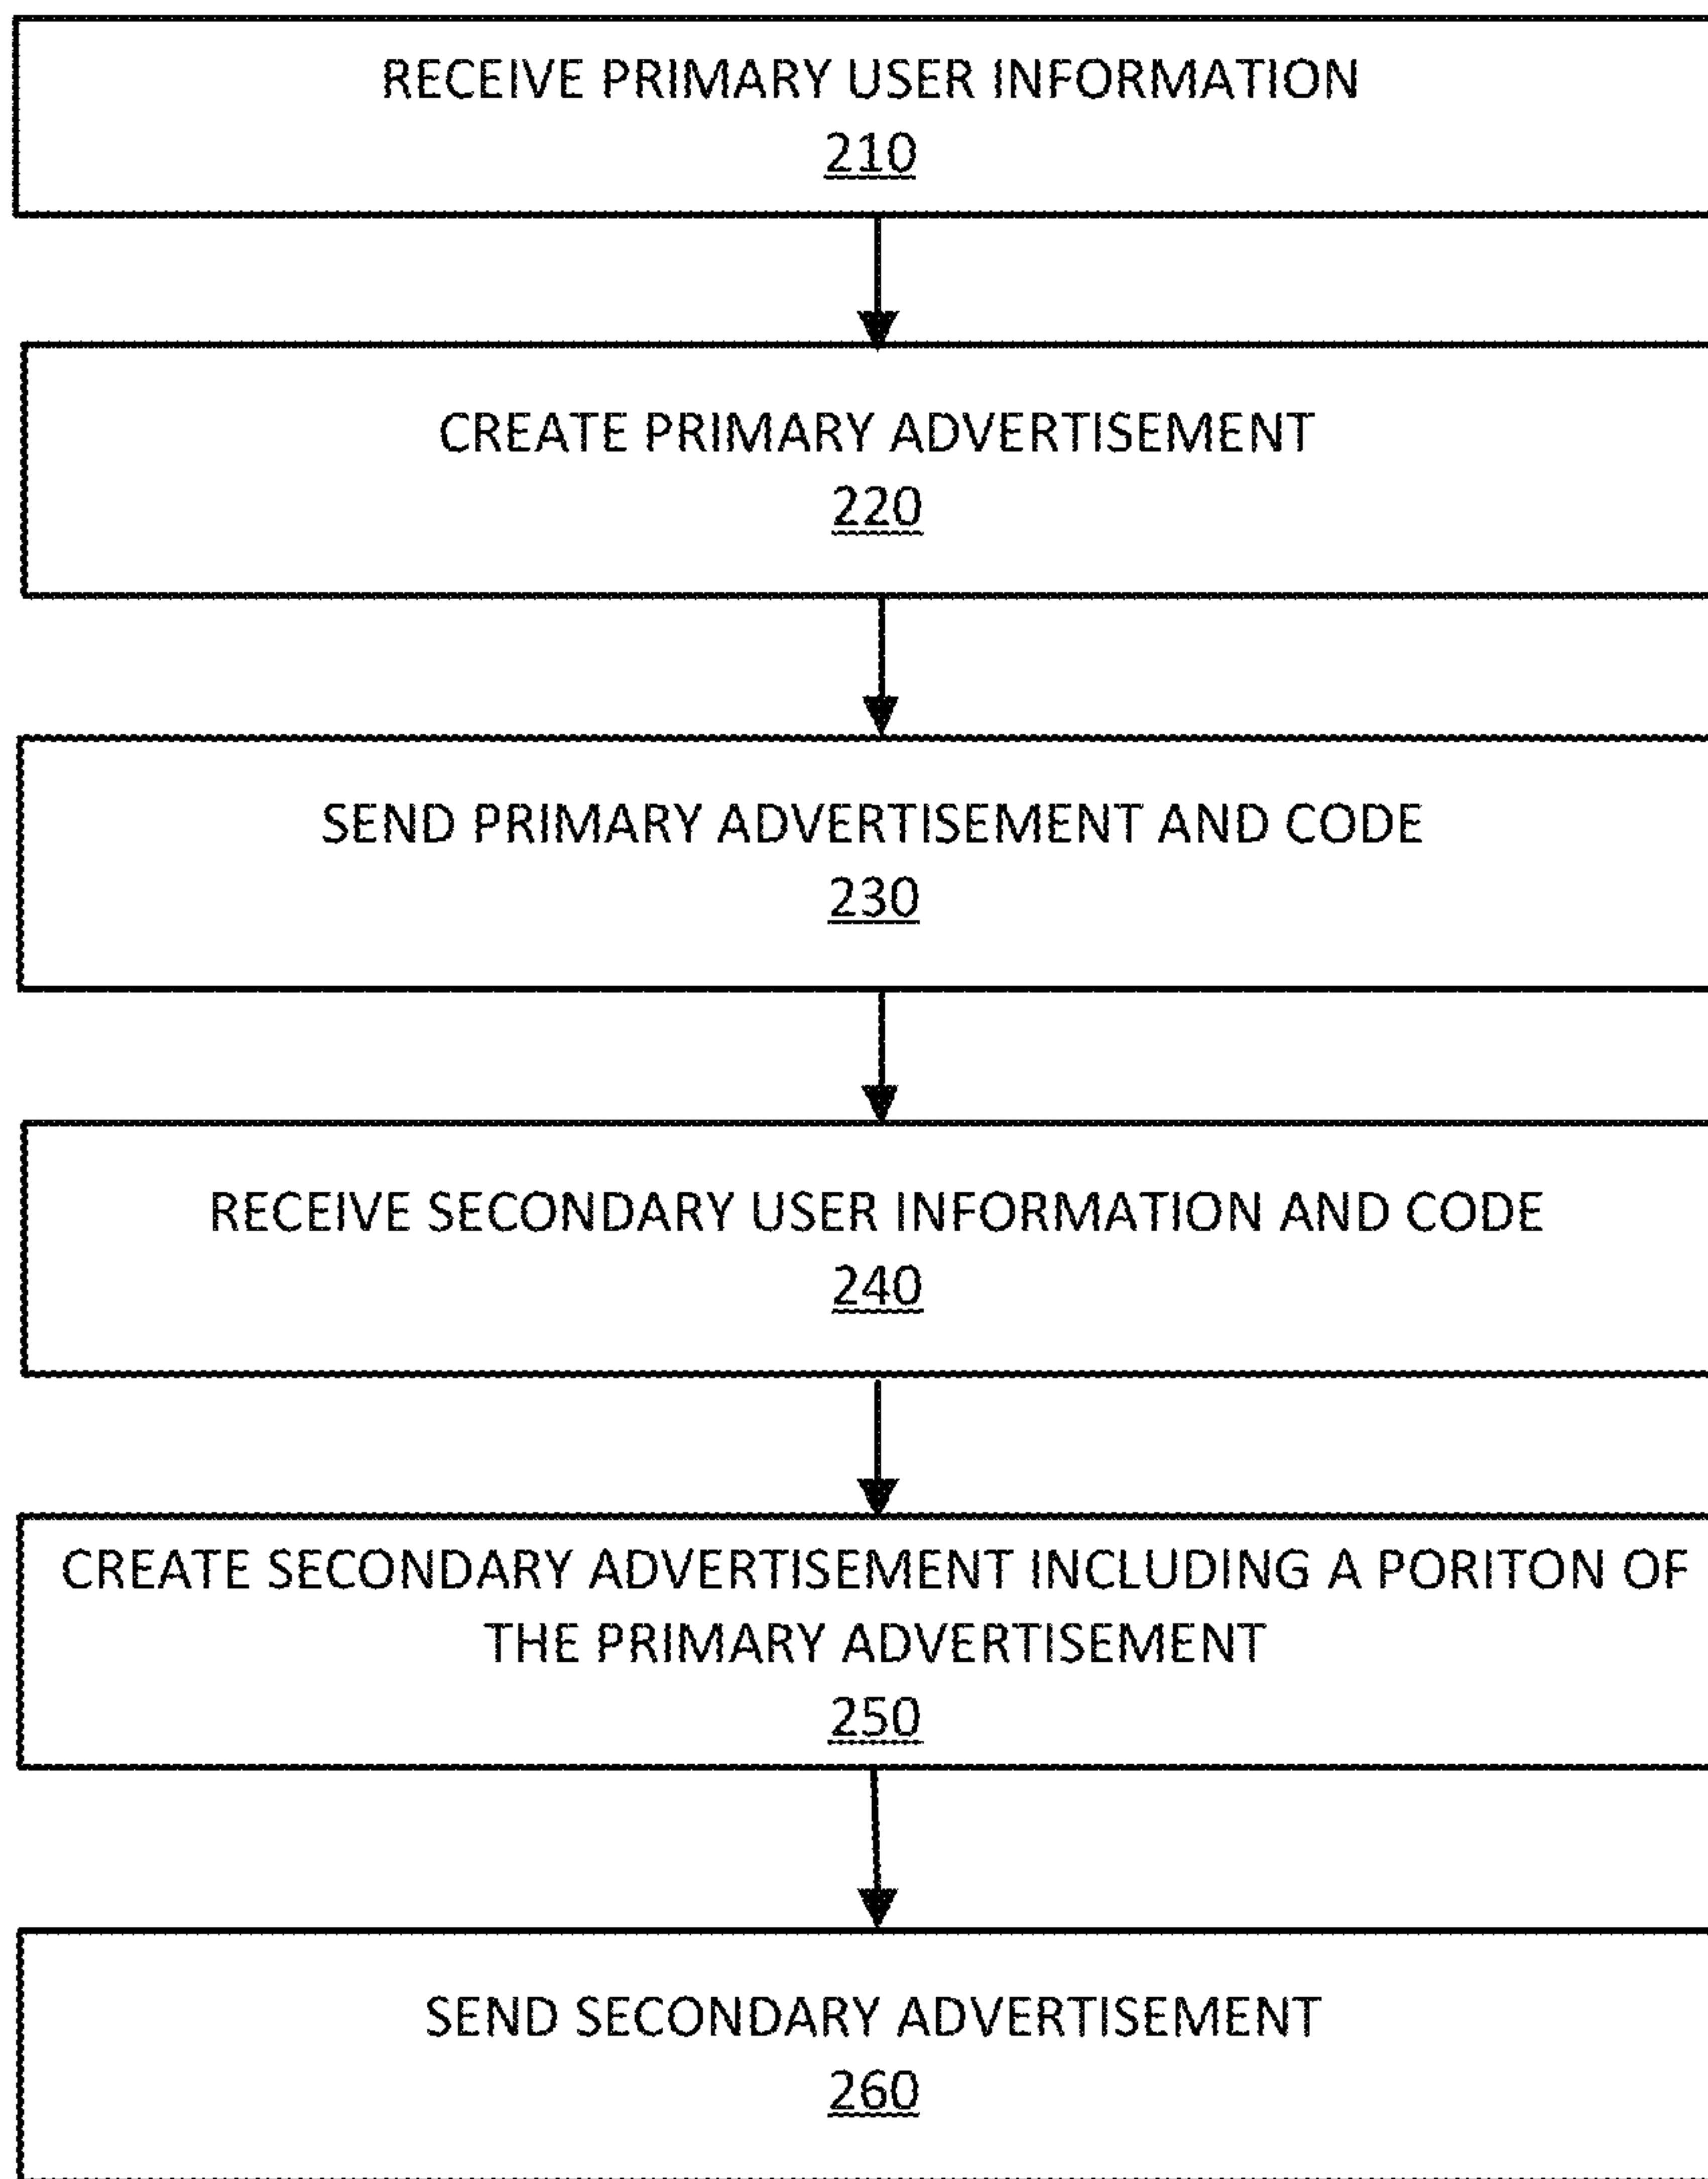 RECEIVE PRIMARY USER INFORMATION
210
CREATE PRIMARY ADVERTISEMENT
220
SEND PRIMARY ADVERTISEMENT AND CODE
230
RECEIVE SECONDARY USER INFORMATION AND CODE
240
CREATE SECONDARY ADVERTISEMENT INCLUDING A PORITON OF
THE PRIMARY ADVERTISEMENT
250
SEND SECONDARY ADVERTISEMENT
260